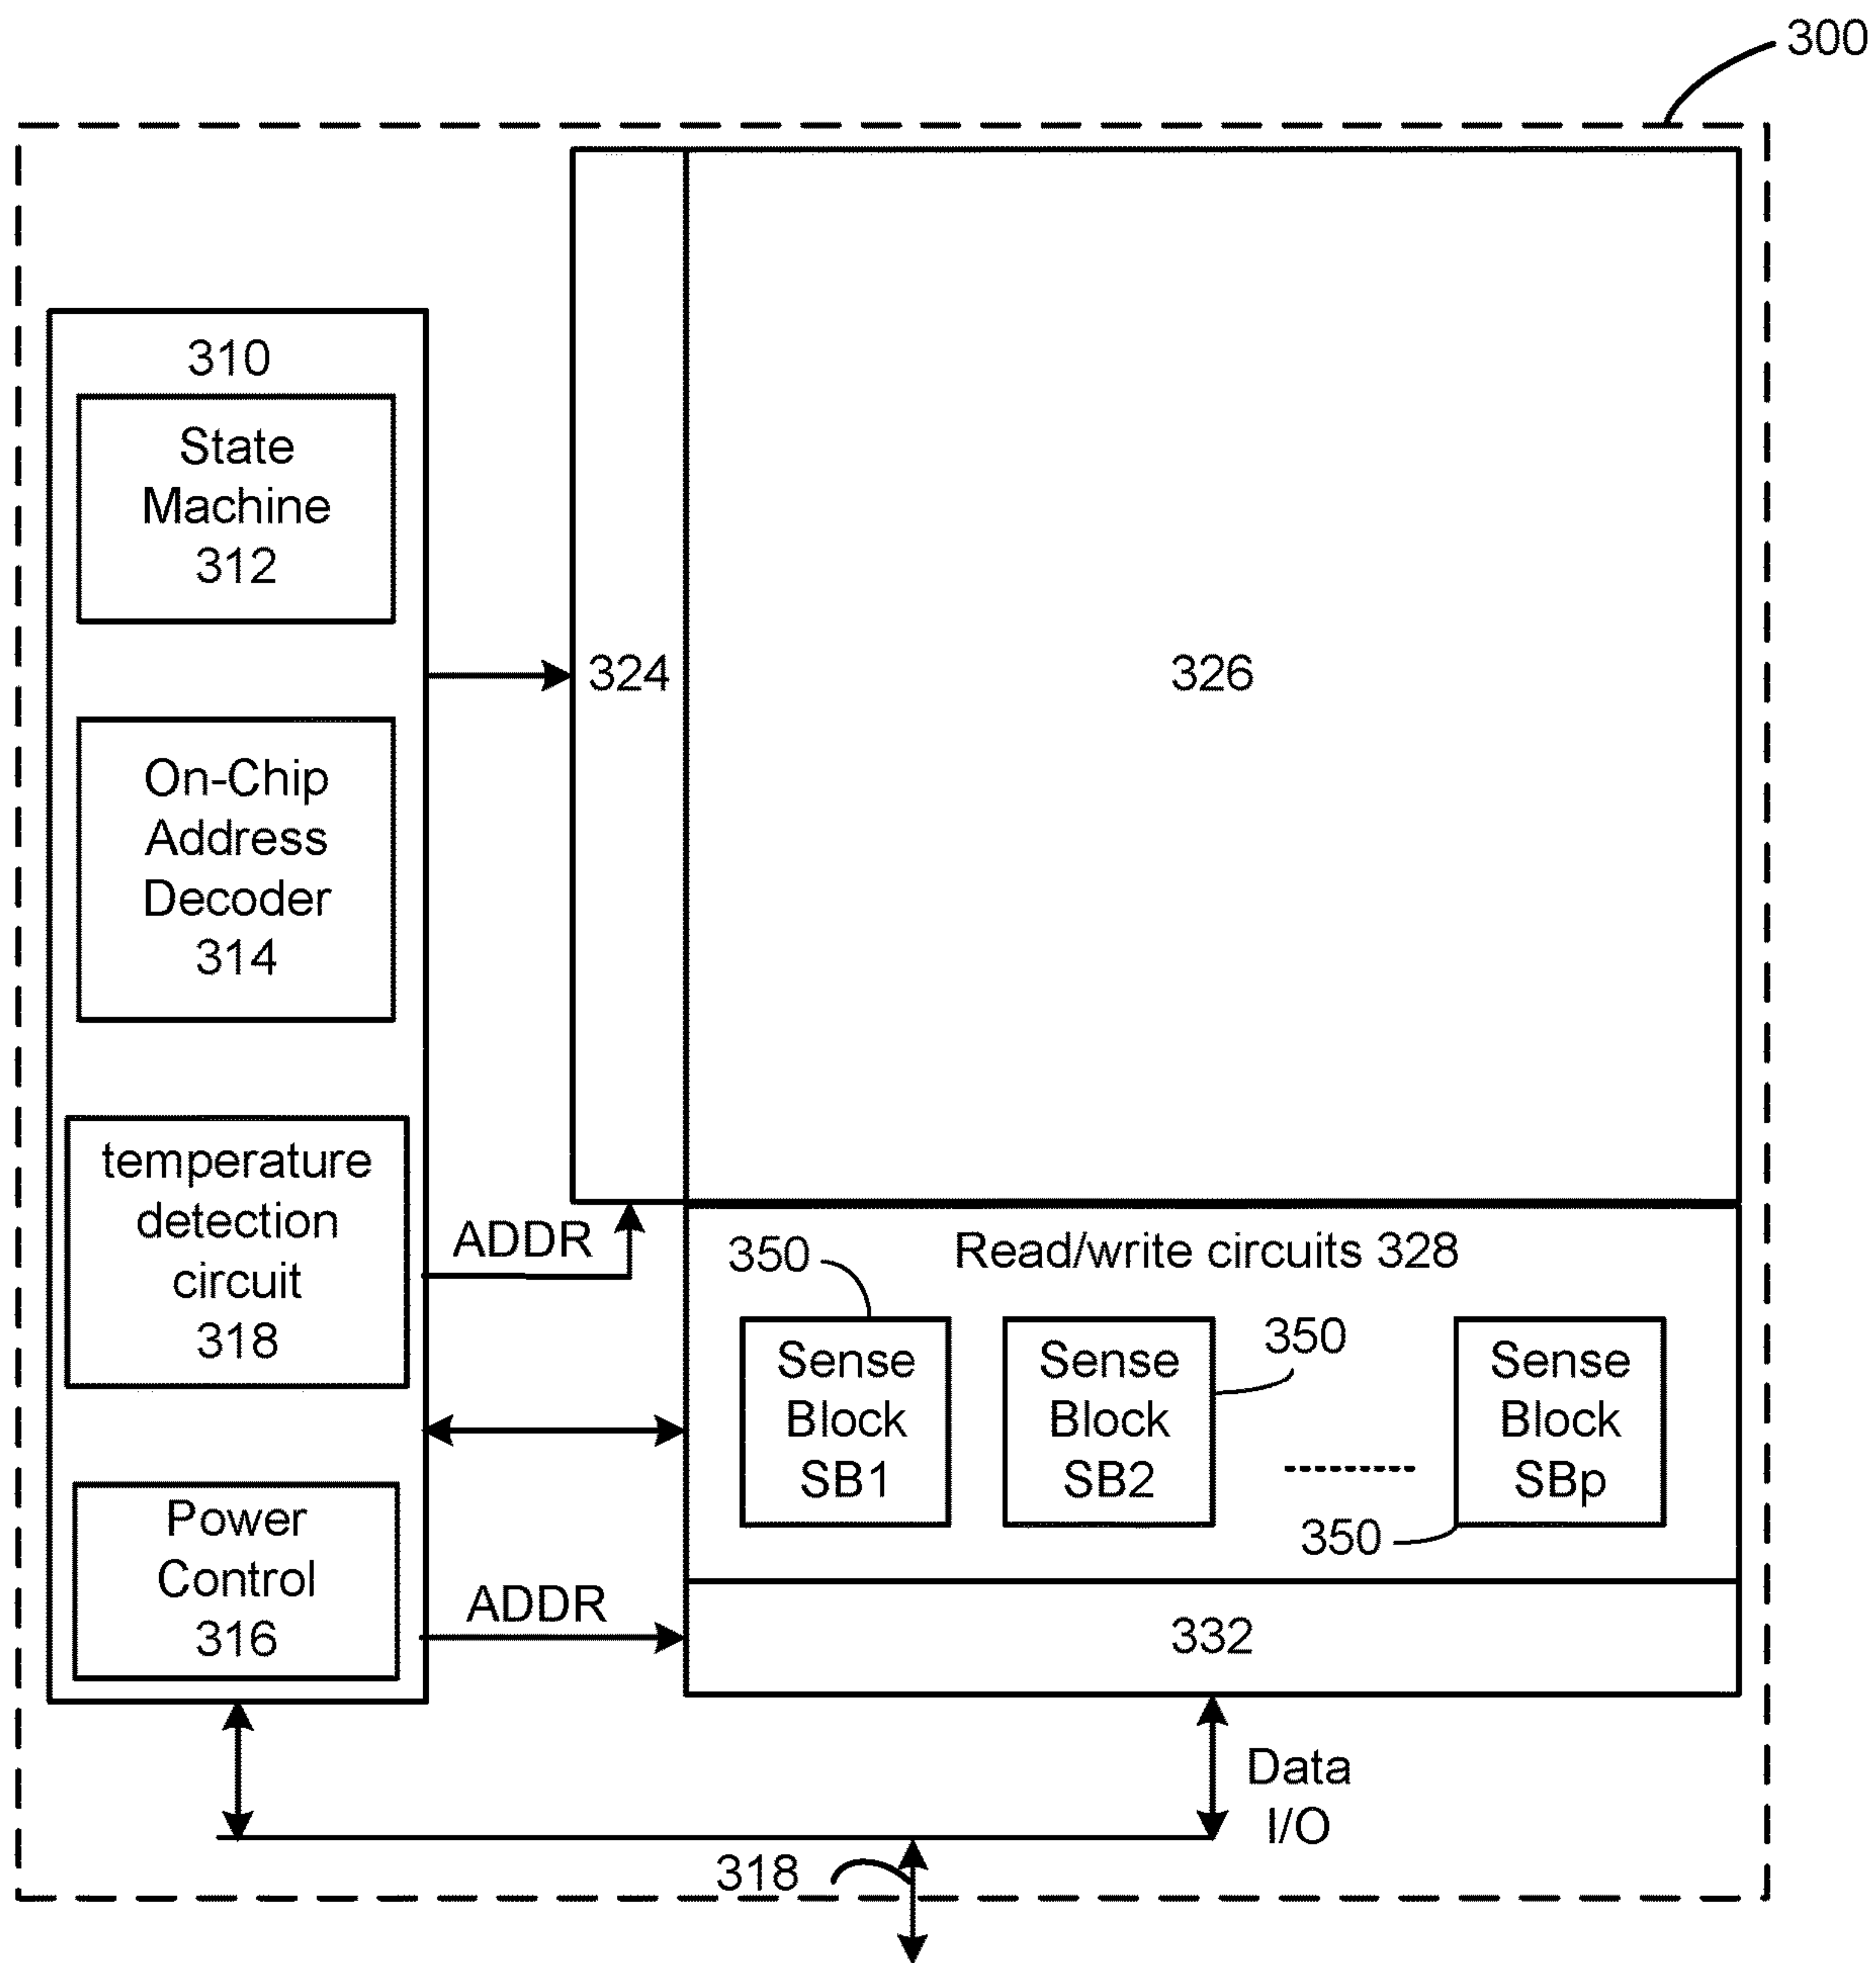 300
310
State
Machine
312
324
326
On-Chip
Address
Decoder
314
temperature
detection
circuit
318
ADDR
Read/write circuits 328
350
Sense
Block
SB1
Sense
Block
SB2
350
Sense
Block
SBp
350
Power
Control
316
ADDR
332
Data
I/O
318